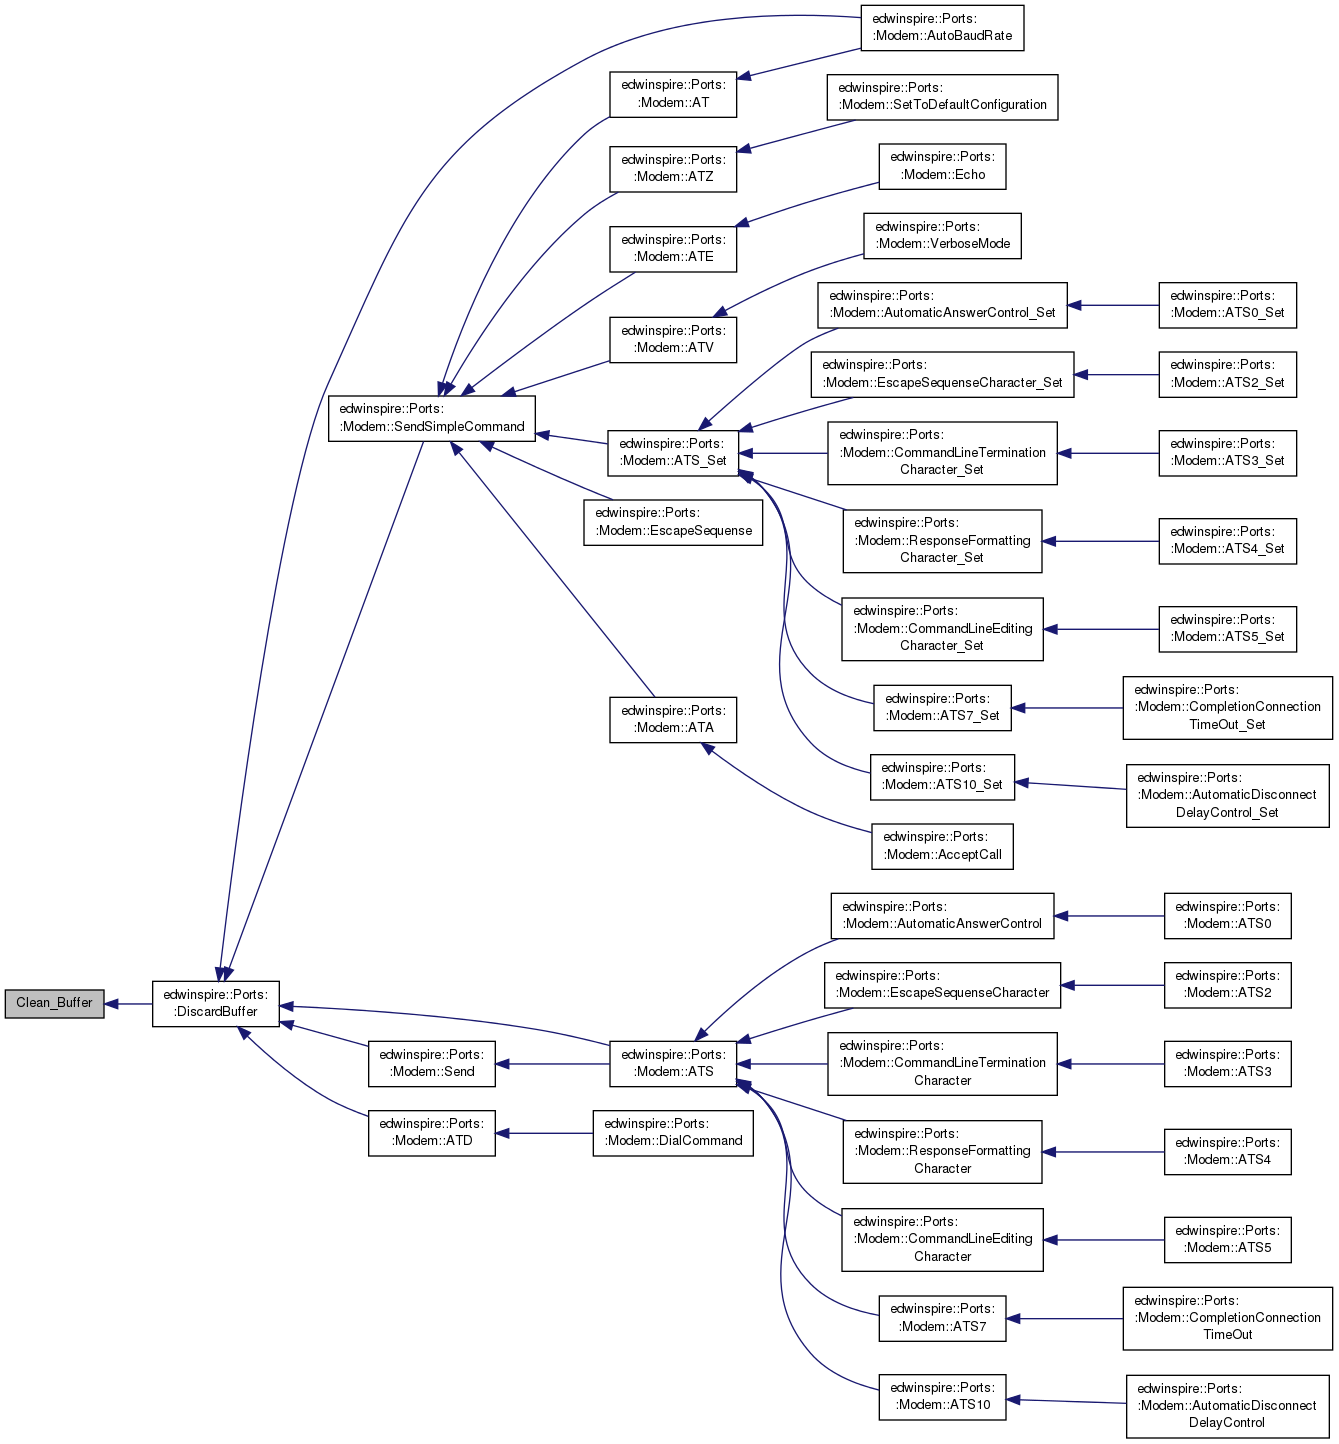 edwinspire::Ports:
:Modem::AutoBaudRate
edwinspire::Ports:
:Modem::AT
edwinspire::Ports:
:Modem::SetToDefaultConfiguration
edwinspire::Ports:
:Modem::ATZ
edwinspire::Ports:
:Modem::Echo
edwinspire::Ports:
:Modem::ATE
edwinspire::Ports:
:Modem::VerboseMode
edwinspire::Ports:
:Modem::ATV
edwinspire::Ports:
:Modem::AutomaticAnswerControl_Set
edwinspire::Ports:
:Modem::ATS0_Set
edwinspire::Ports:
:Modem::EscapeSequenseCharacter_Set
edwinspire::Ports:
:Modem::ATS2_Set
edwinspire::Ports:
:Modem::SendSimpleCommand
edwinspire::Ports:
:Modem::ATS_Set
edwinspire::Ports:
:Modem::CommandLineTermination
Character_Set
edwinspire::Ports:
:Modem::ATS3_Set
edwinspire::Ports:
:Modem::EscapeSequense
edwinspire::Ports:
:Modem::ResponseFormatting
Character_Set
edwinspire::Ports:
:Modem::ATS4_Set
edwinspire::Ports:
:Modem::CommandLineEditing
Character_Set
edwinspire::Ports:
:Modem::ATS5_Set
edwinspire::Ports:
:Modem::ATA
edwinspire::Ports:
:Modem::ATS7_Set
edwinspire::Ports:
:Modem::CompletionConnection
TimeOut_Set
edwinspire::Ports:
:Modem::ATS10_Set
edwinspire::Ports:
:Modem::AutomaticDisconnect
DelayControl_Set
edwinspire::Ports:
:Modem::AcceptCall
edwinspire::Ports:
:Modem::AutomaticAnswerControl
edwinspire::Ports:
:Modem::ATS0
Clean_Buffer
edwinspire::Ports:
:DiscardBuffer
edwinspire::Ports:
:Modem::EscapeSequenseCharacter
edwinspire::Ports:
:Modem::ATS2
edwinspire::Ports:
:Modem::Send
edwinspire::Ports:
:Modem::ATS
edwinspire::Ports:
:Modem::CommandLineTermination
Character
edwinspire::Ports:
:Modem::ATS3
edwinspire::Ports:
:Modem::ATD
edwinspire::Ports:
:Modem::DialCommand
edwinspire::Ports:
:Modem::ResponseFormatting
Character
edwinspire::Ports:
:Modem::ATS4
edwinspire::Ports:
:Modem::CommandLineEditing
Character
edwinspire::Ports:
:Modem::ATS5
edwinspire::Ports:
:Modem::ATS7
edwinspire::Ports:
:Modem::CompletionConnection
TimeOut
edwinspire::Ports:
:Modem::ATS10
edwinspire::Ports:
:Modem::AutomaticDisconnect
DelayControl